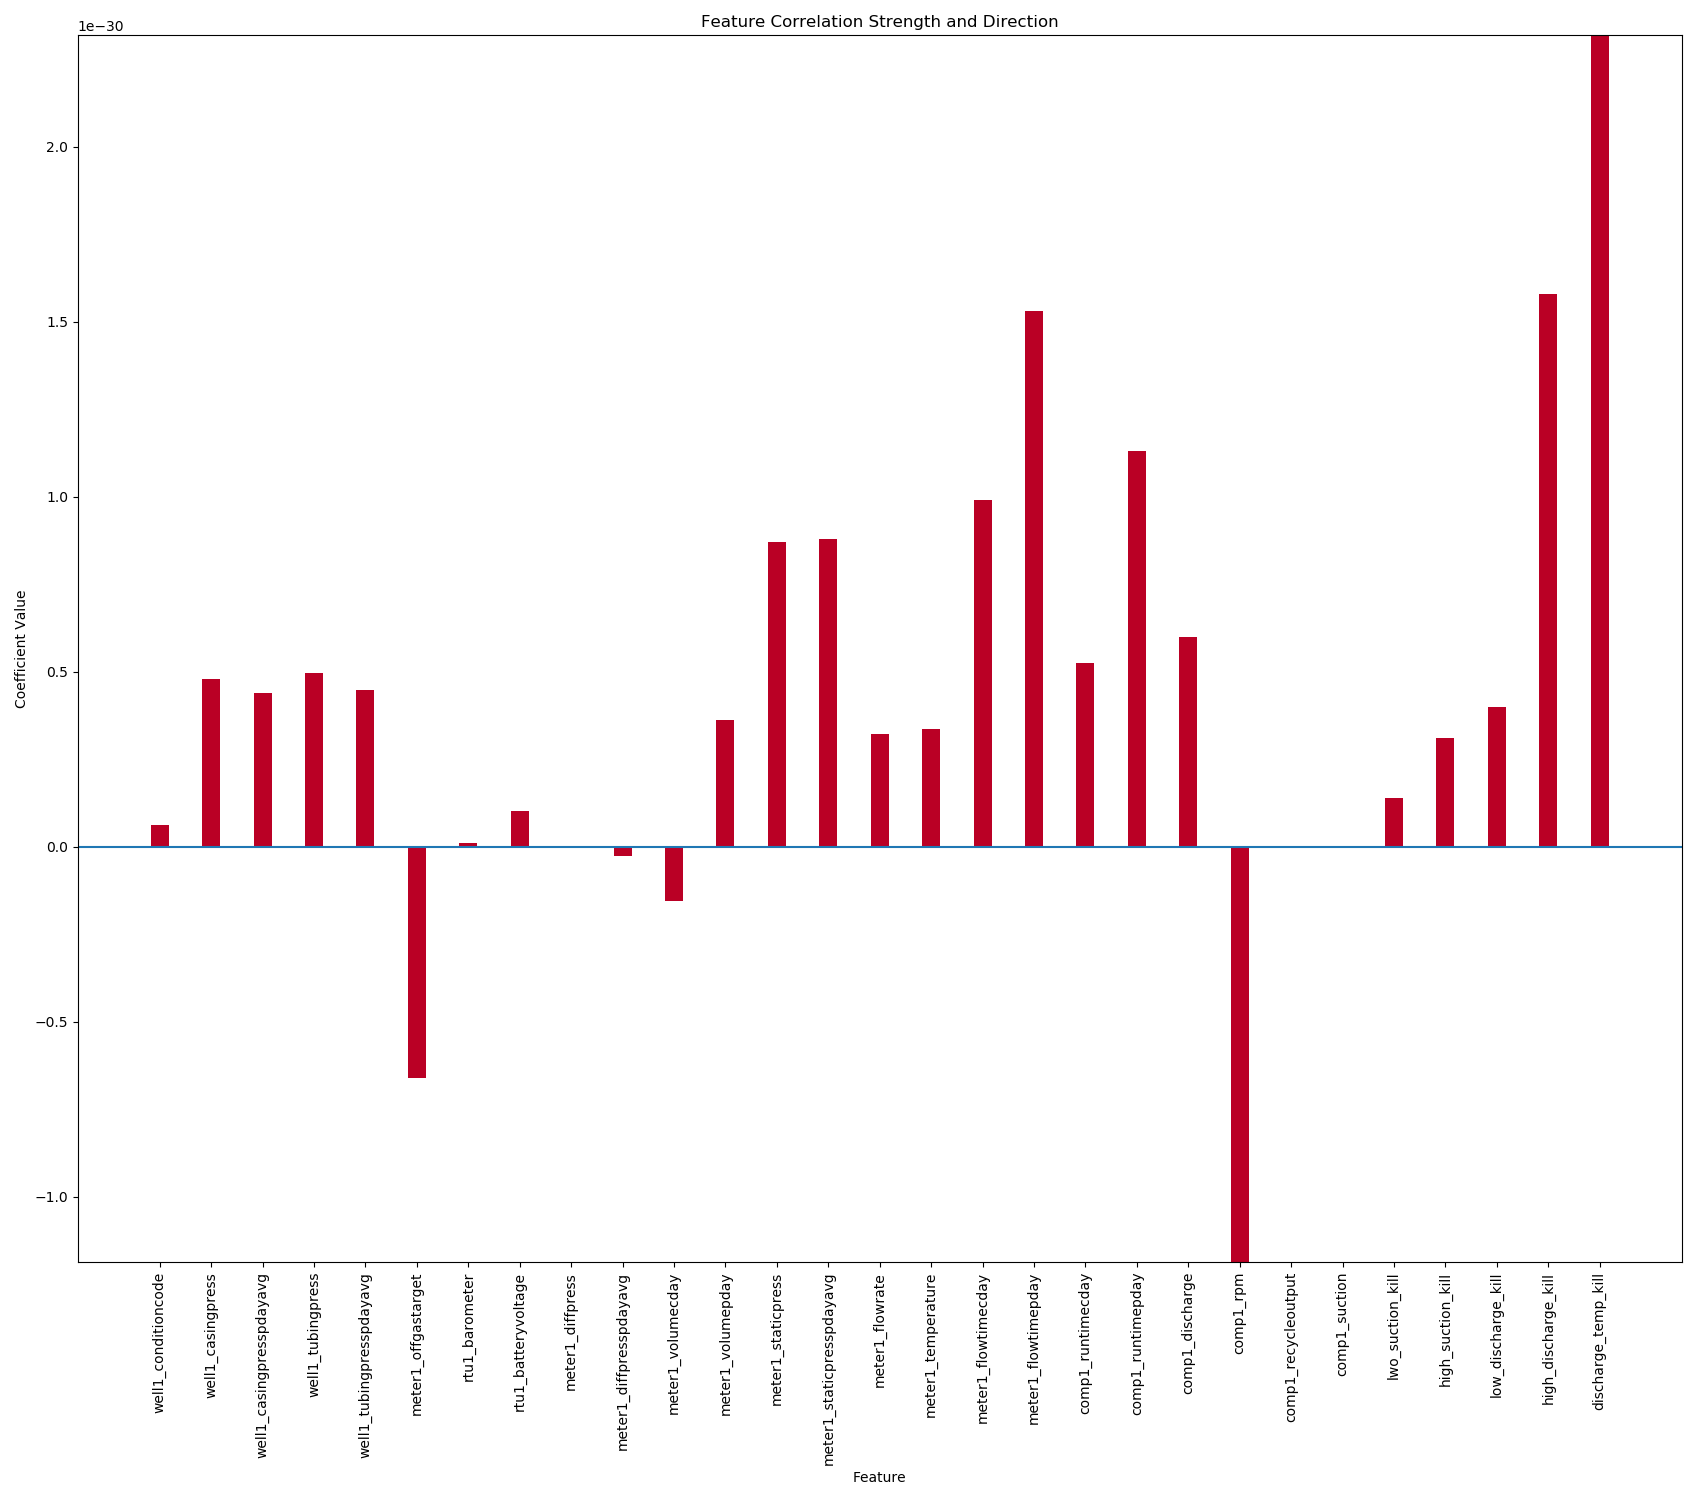 Feature Correlation Strength and Direction
1e−30
2.0
1.5
1.0
0.5
0.0
−0.5
−1.0
Coefficient Value
well1_conditioncode
well1_casingpress
well1_casingpresspdayavg
well1_tubingpress
well1_tubingpresspdayavg
meter1_offgastarget
rtu1_barometer
rtu1_batteryvoltage
meter1_diffpress
meter1_diffpresspdayavg
meter1_volumecday
meter1_volumepday
meter1_staticpress
meter1_staticpresspdayavg
meter1_flowrate
meter1_temperature
meter1_flowtimecday
meter1_flowtimepday
comp1_runtimecday
comp1_runtimepday
comp1_discharge
comp1_rpm
comp1_recycleoutput
comp1_suction
lwo_suction_kill
high_suction_kill
low_discharge_kill
high_discharge_kill
discharge_temp_kill
Feature